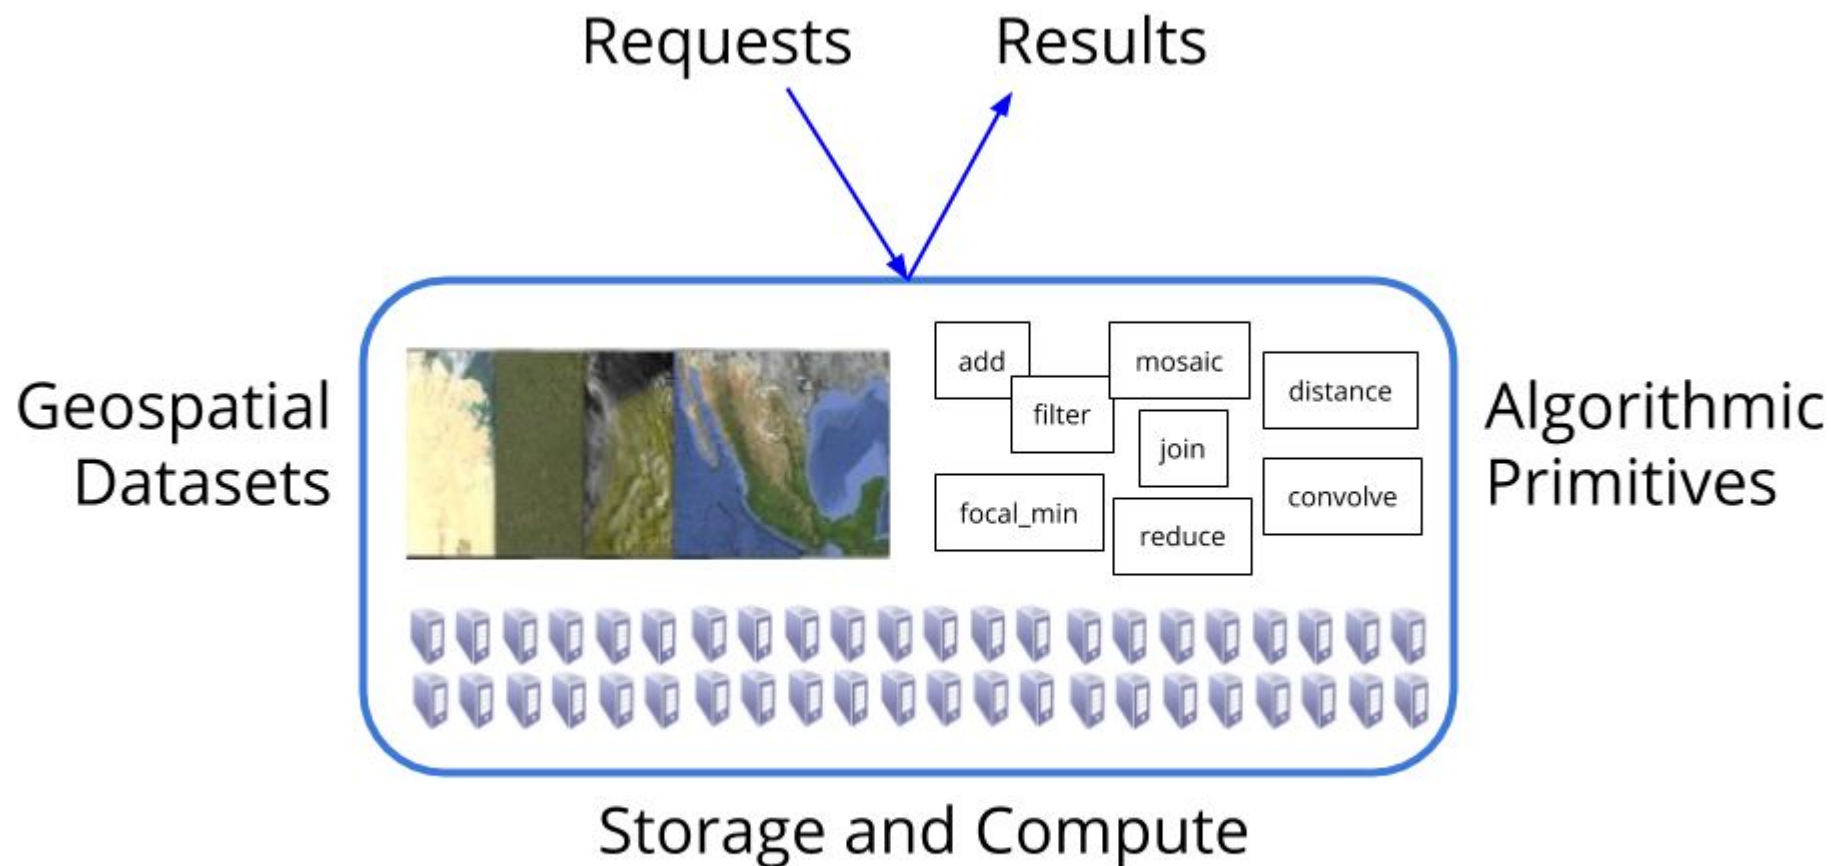 Requests
Results
Geospatial
Datasets
add
mosaic
distance
filter
join
focal_min
reduce
convolve
Algorithmic
Primitives
Storage and Compute